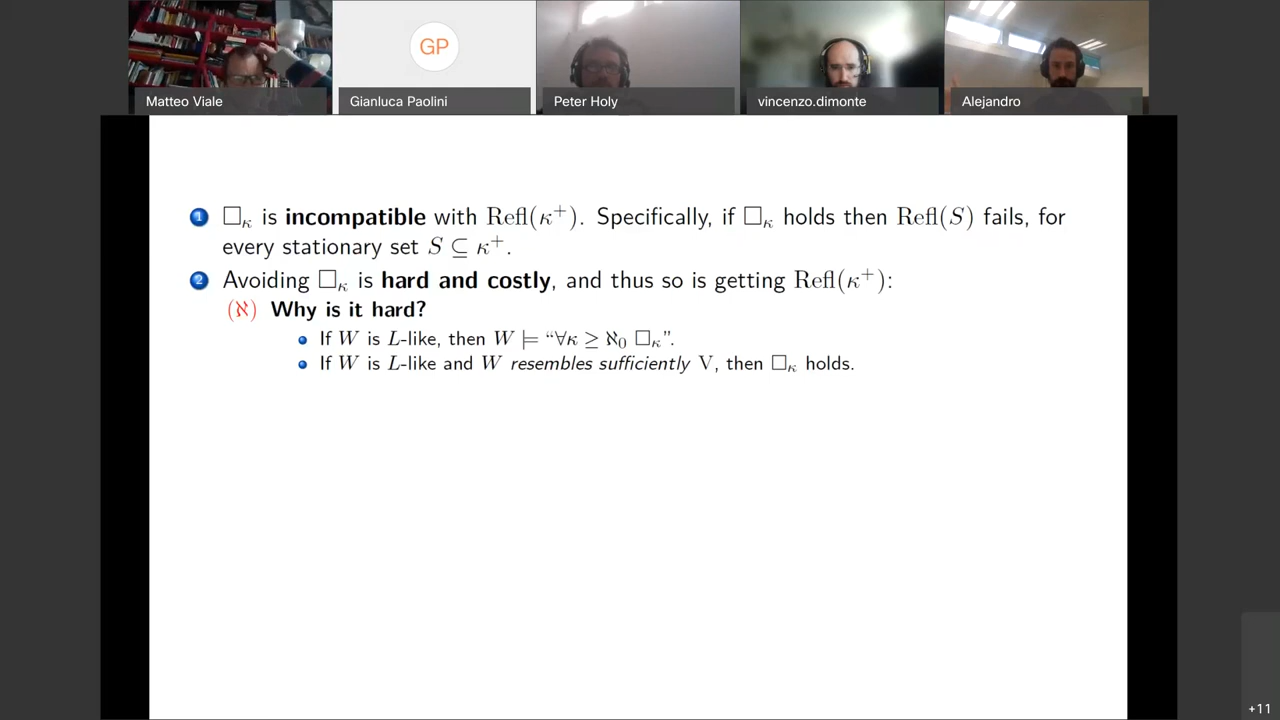 GP
Matteo Viale
Gianluca Paolini
Peter Holy
vincenzo.dimonte
Alejandro
1 □κ is incompatible with Refl(κ⁺). Specifically, if □κ holds then Refl(S) fails, for
every stationary set S ⊆ κ⁺.
2 Avoiding □κ is hard and costly, and thus so is getting Refl(κ⁺):
(ℵ) Why is it hard?
• If W is L-like, then W ⊨ “∀κ ≥ ℵ₀ □κ”.
• If W is L-like and W resembles sufficiently V, then □κ holds.
+11